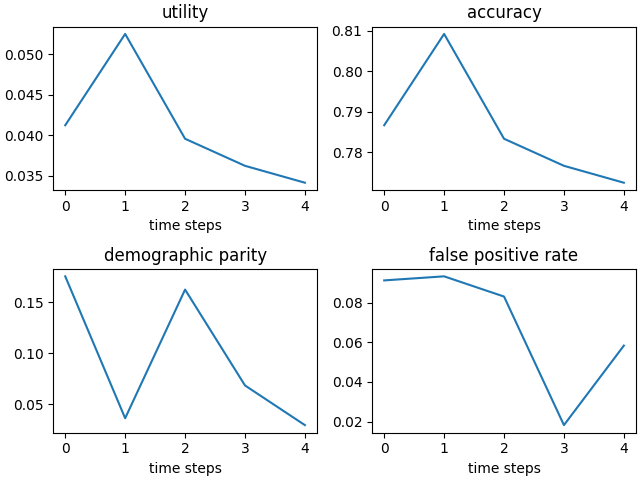 utility
accuracy
0.050
0.045
0.040
0.035
0 1 2 3 4
time steps
0.81
0.80
0.79
0.78
0 1 2 3 4
time steps
demographic parity
false positive rate
0.15
0.10
0.05
0 1 2 3 4
time steps
0.08
0.06
0.04
0.02
0 1 2 3 4
time steps